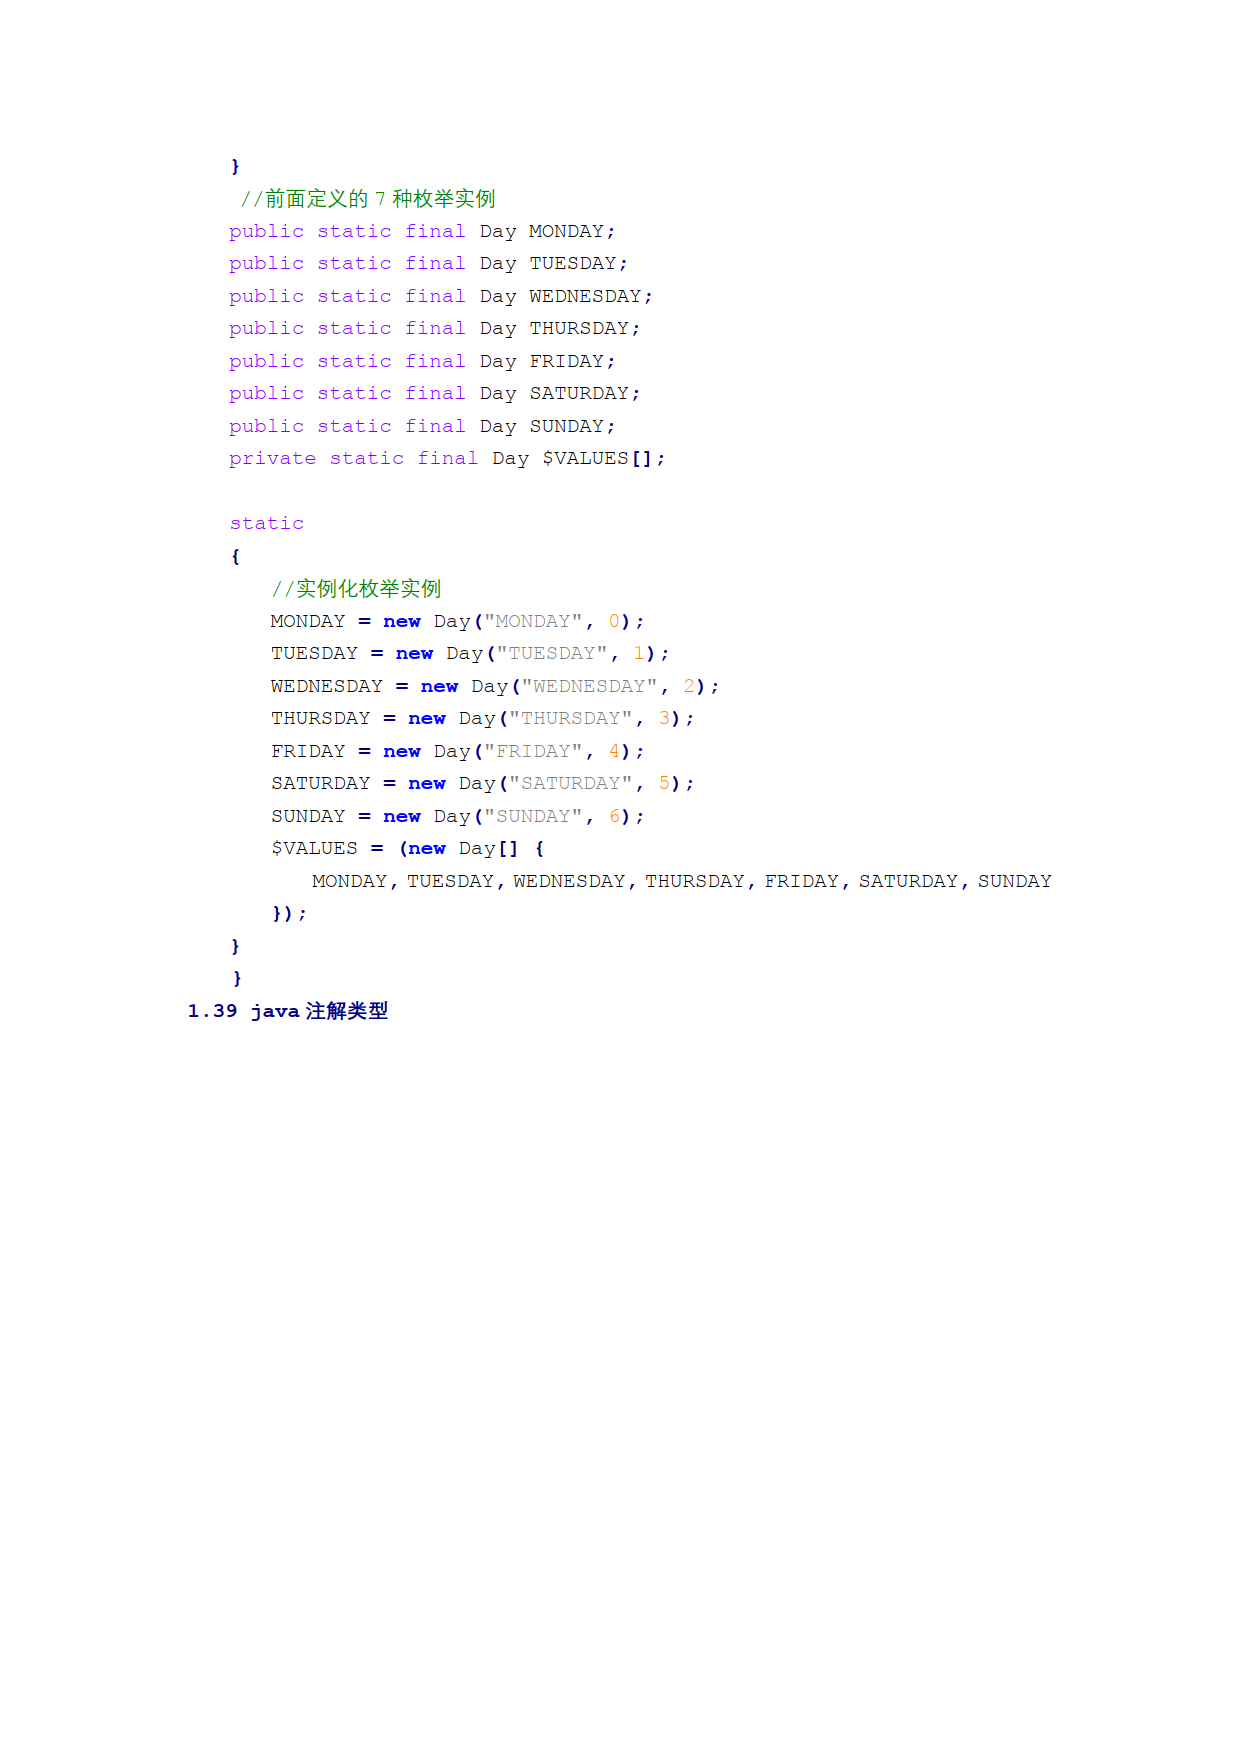 }
//前面定义的 7 种枚举实例
public static final Day MONDAY;
public static final Day TUESDAY;
public static final Day WEDNESDAY;
public static final Day THURSDAY;
public static final Day FRIDAY;
public static final Day SATURDAY;
public static final Day SUNDAY;
private static final Day $VALUES[];
static
{
//实例化枚举实例
MONDAY = new Day("MONDAY", 0);
TUESDAY = new Day("TUESDAY", 1);
WEDNESDAY = new Day("WEDNESDAY", 2);
THURSDAY = new Day("THURSDAY", 3);
FRIDAY = new Day("FRIDAY", 4);
SATURDAY = new Day("SATURDAY", 5);
SUNDAY = new Day("SUNDAY", 6);
$VALUES = (new Day[] {
MONDAY, TUESDAY, WEDNESDAY, THURSDAY, FRIDAY, SATURDAY, SUNDAY
});
}
}
1.39 java 注解类型